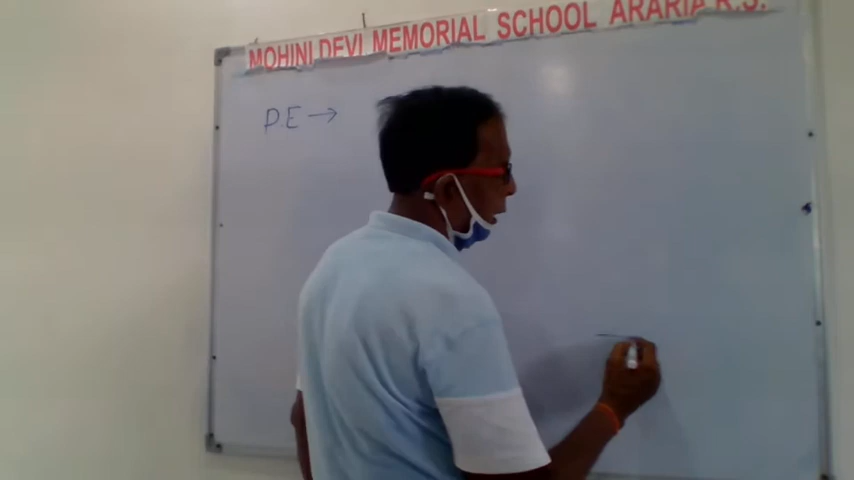 MOHINI DEVI MEMORIAL SCHOOL ARARIA R.S.
PE →